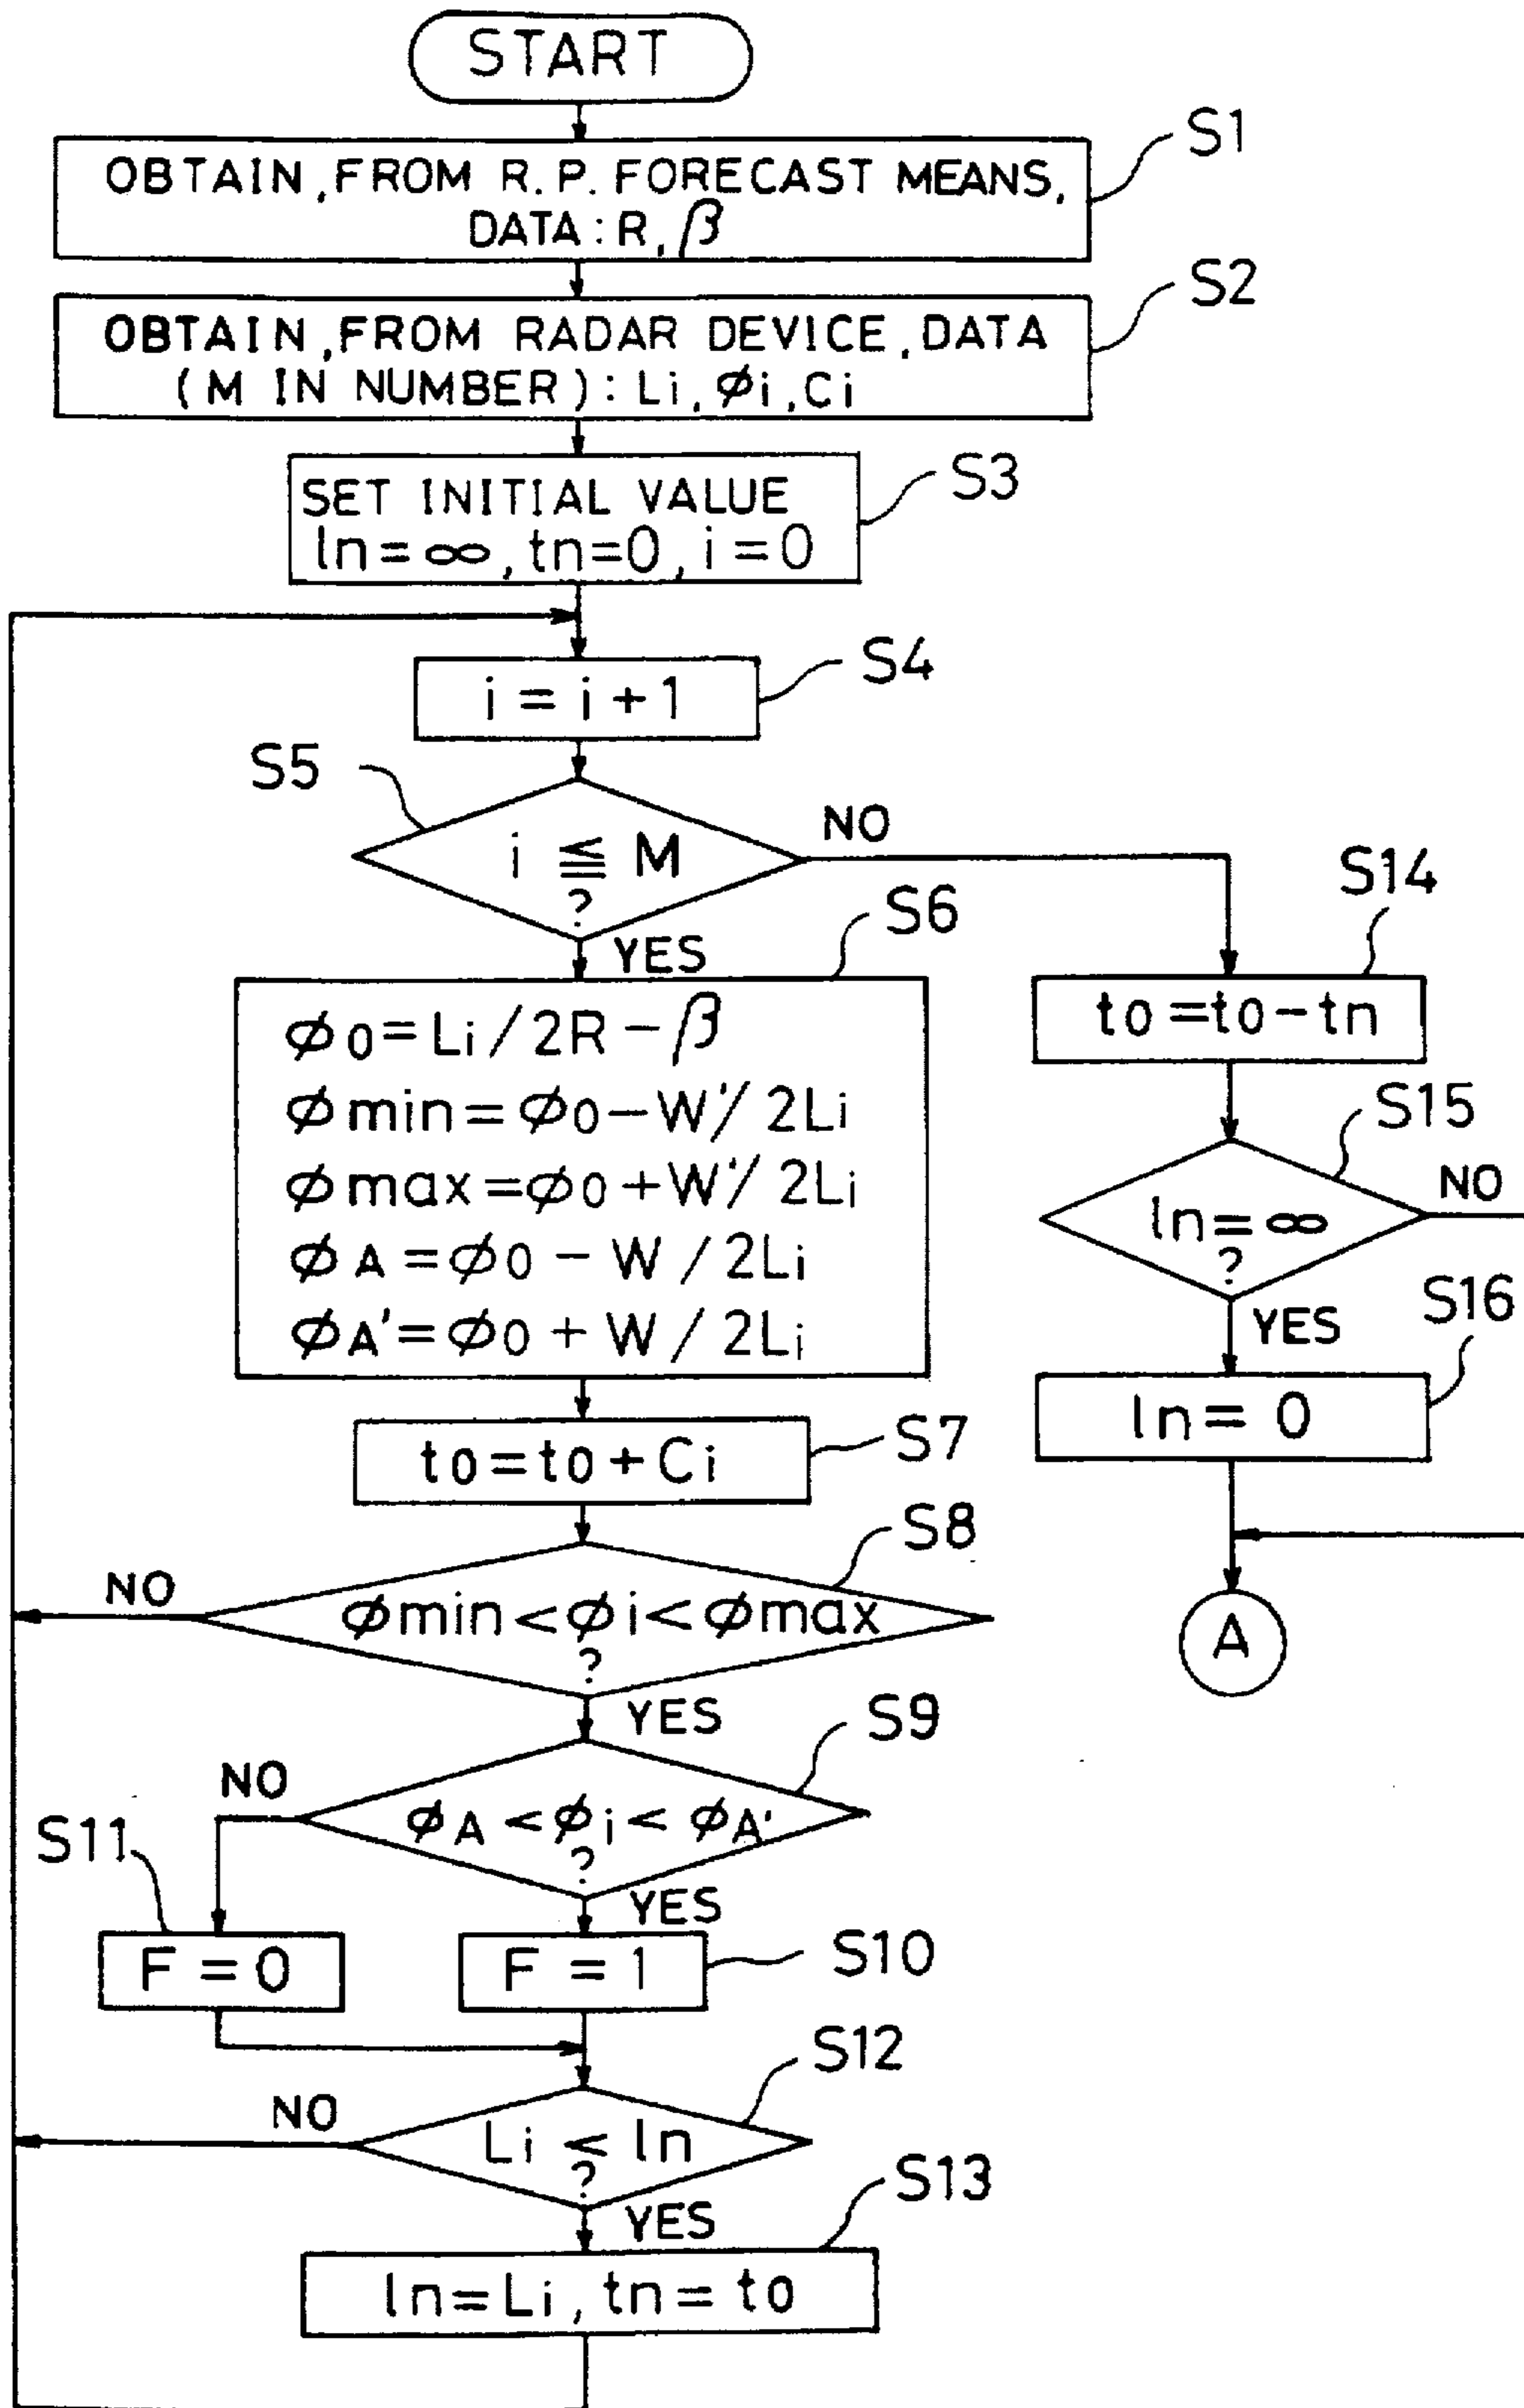 START
S1
OBTAIN, FROM R. P. FORECAST MEANS,
DATA : R, β
S2
OBTAIN, FROM RADAR DEVICE, DATA
( M IN NUMBER ) : Li, φi, Ci
S3
SET INITIAL VALUE
ln = ∞, tn = 0, i = 0
S4
i = i + 1
S5
i ≦ M
?
NO
YES
S6
φ0 = Li / 2R − β
φmin = φ0 − W' / 2Li
φmax = φ0 + W' / 2Li
φA = φ0 − W / 2Li
φA' = φ0 + W / 2Li
S7
t0 = t0 + Ci
S8
φmin < φi < φmax
?
NO
YES
S9
φA < φi < φA'
?
NO
YES
S11
F = 0
S10
F = 1
S12
Li < ln
?
NO
YES
S13
ln = Li, tn = t0
S14
t0 = t0 − tn
S15
ln = ∞
?
NO
YES
S16
ln = 0
A